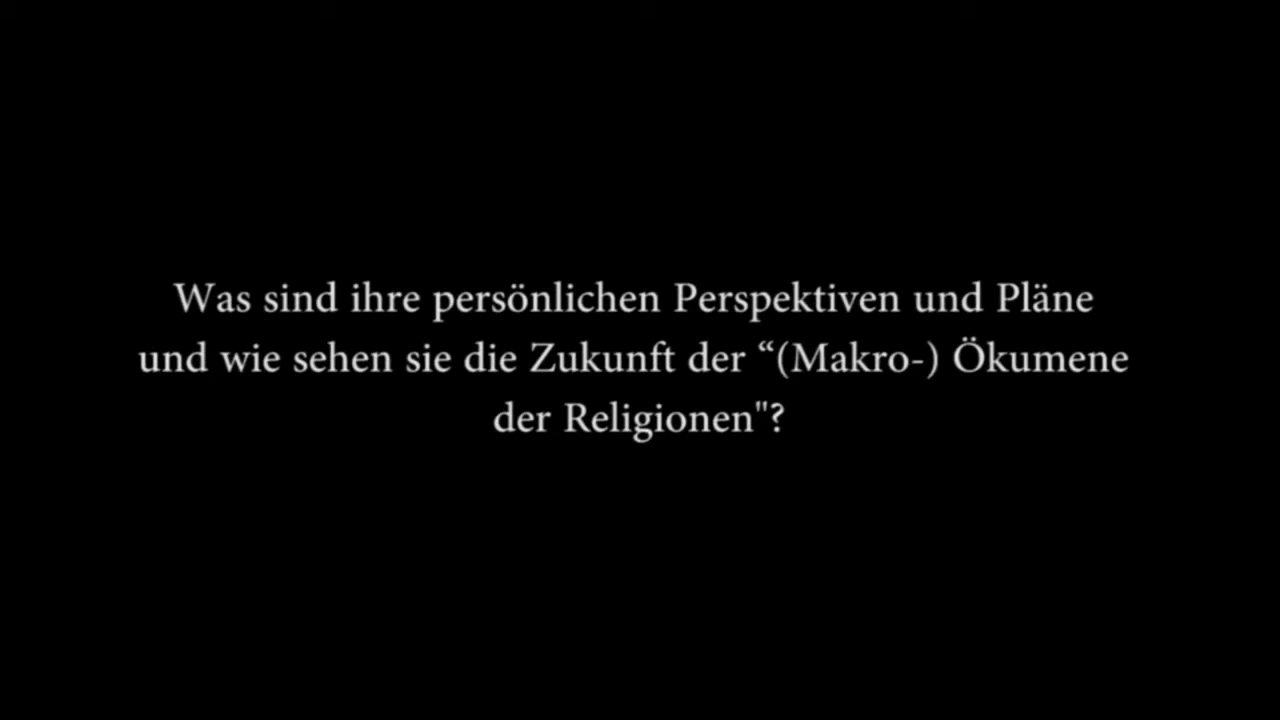 Was sind ihre persönlichen Perspektiven und Pläne
und wie sehen sie die Zukunft der “(Makro-) Ökumene
der Religionen"?